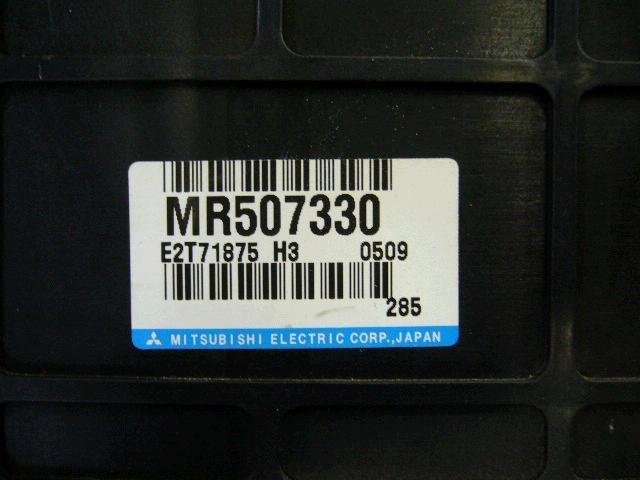 MR507330
E2T71875 H3 0509
285
MITSUBISHI ELECTRIC CORP.,JAPAN